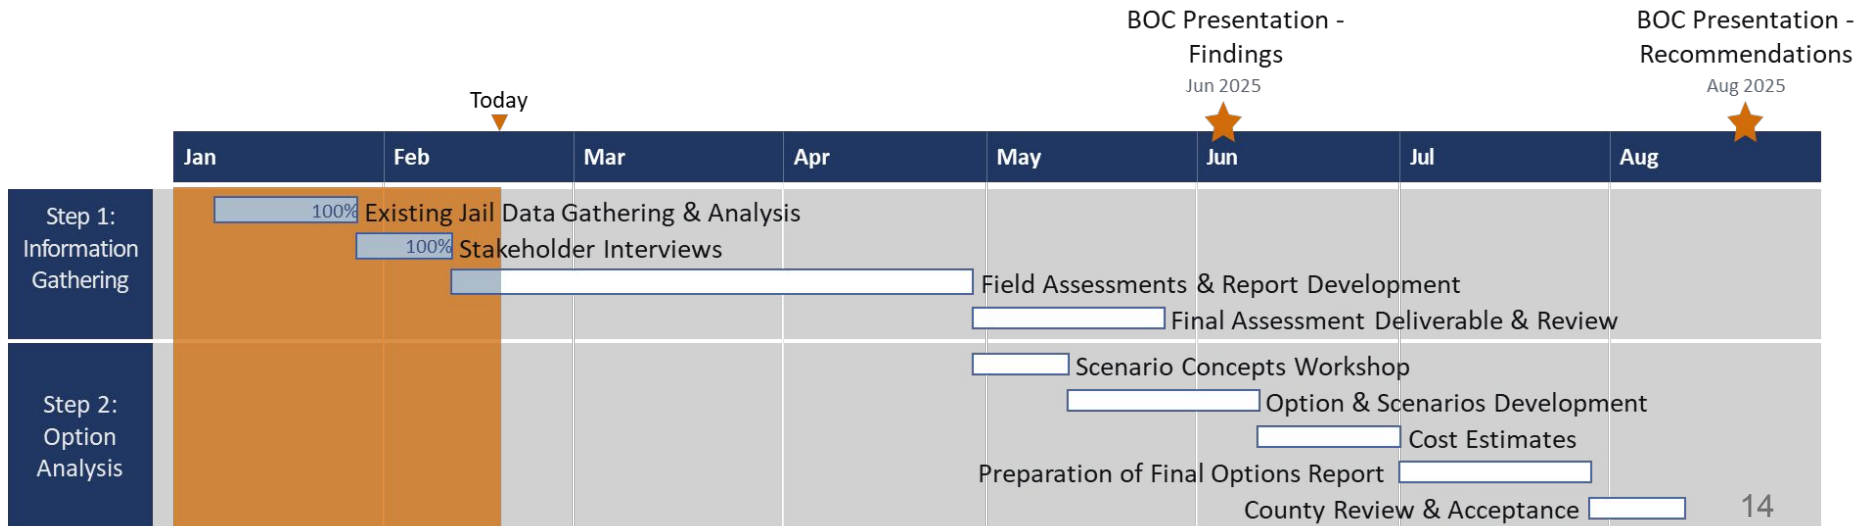 BOC Presentation -
Findings
Jun 2025
BOC Presentation -
Recommendations
Aug 2025
Today
Jan Feb Mar Apr May Jun Jul Aug
Step 1:
Information
Gathering
100% Existing Jail Data Gathering & Analysis
100% Stakeholder Interviews
Field Assessments & Report Development
Final Assessment Deliverable & Review
Step 2:
Option
Analysis
Scenario Concepts Workshop
Option & Scenarios Development
Cost Estimates
Preparation of Final Options Report
County Review & Acceptance
14